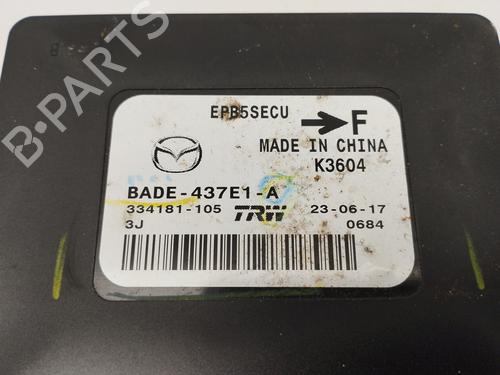 EPB5SECU
F
MADE IN CHINA
K3604
BADE-437E1-A
334181-105 TRW 23-06-17
3J 0684
B-PARTS